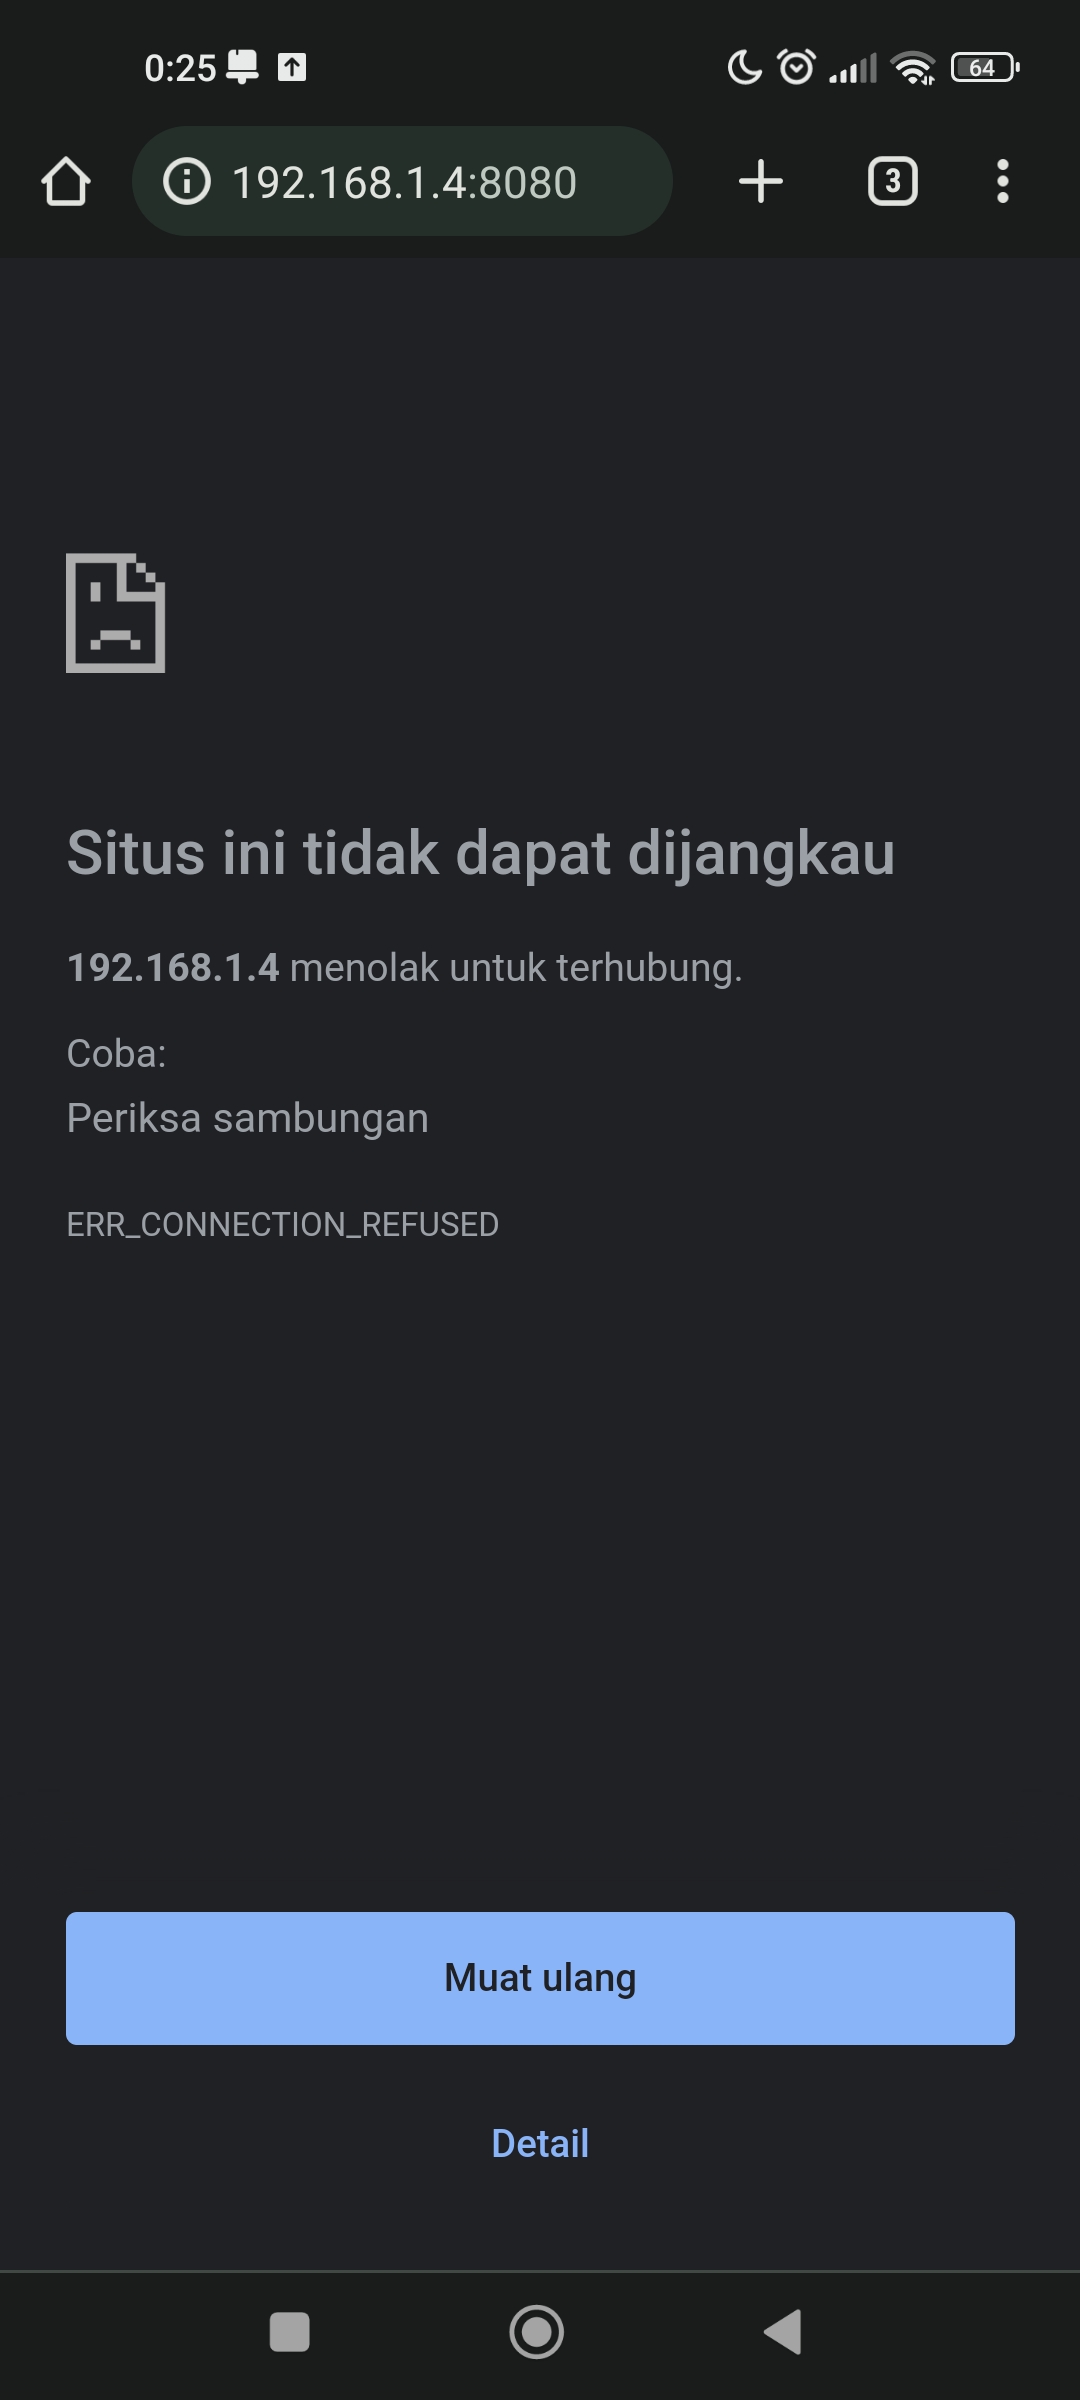 0:25
64
192.168.1.4:8080
3
Situs ini tidak dapat dijangkau
192.168.1.4 menolak untuk terhubung.
Coba:
Periksa sambungan
ERR_CONNECTION_REFUSED
Muat ulang
Detail